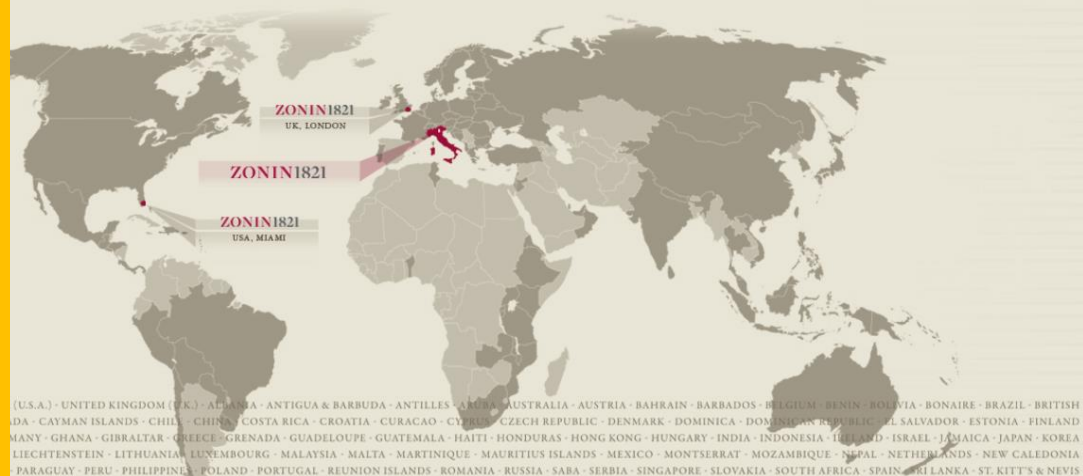 ZONIN1821
UK, LONDON
ZONIN1821
ZONIN1821
USA, MIAMI
(U.S.A.) · UNITED KINGDOM (U.K.) · ALBANIA · ANTIGUA & BARBUDA · ANTILLES · ARUBA · AUSTRALIA · AUSTRIA · BAHRAIN · BARBADOS · BELGIUM · BENIN · BOLIVIA · BONAIRE · BRAZIL · BRITISH
DA · CAYMAN ISLANDS · CHILE · CHINA · COSTA RICA · CROATIA · CURACAO · CYPRUS · CZECH REPUBLIC · DENMARK · DOMINICA · DOMINICAN REPUBLIC · EL SALVADOR · ESTONIA · FINLAND
MANY · GHANA · GIBRALTAR · GREECE · GRENADA · GUADELOUPE · GUATEMALA · HAITI · HONDURAS · HONG KONG · HUNGARY · INDIA · INDONESIA · IRELAND · ISRAEL · JAMAICA · JAPAN · KOREA
LIECHTENSTEIN · LITHUANIA · LUXEMBOURG · MALAYSIA · MALTA · MARTINIQUE · MAURITIUS ISLANDS · MEXICO · MONTSERRAT · MOZAMBIQUE · NEPAL · NETHERLANDS · NEW CALEDONIA
· PARAGUAY · PERU · PHILIPPINE · POLAND · PORTUGAL · REUNION ISLANDS · ROMANIA · RUSSIA · SABA · SERBIA · SINGAPORE · SLOVAKIA · SOUTH AFRICA · SPAIN · SRI LANKA · ST KIT'S & NEVIS